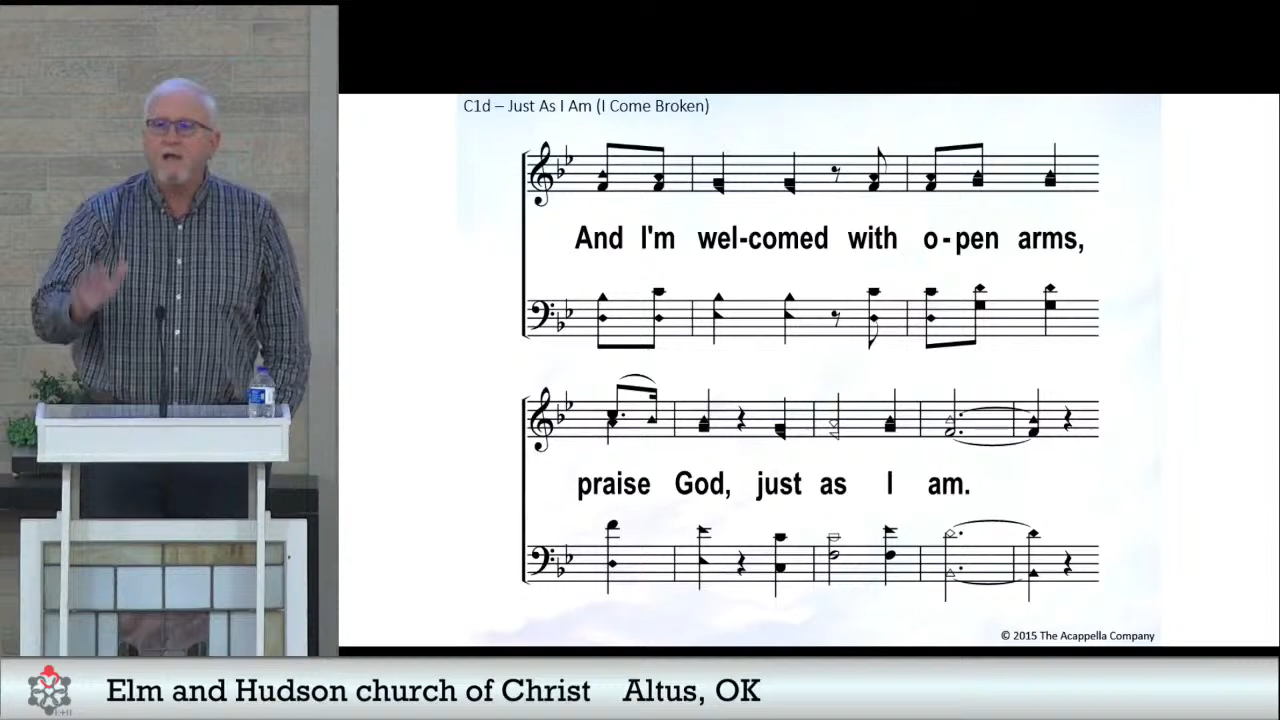 C1d – Just As I Am (I Come Broken)
And I'm wel-comed with o-pen arms,
praise God, just as I am.
© 2015 The Acappella Company
Elm and Hudson church of Christ Altus, OK